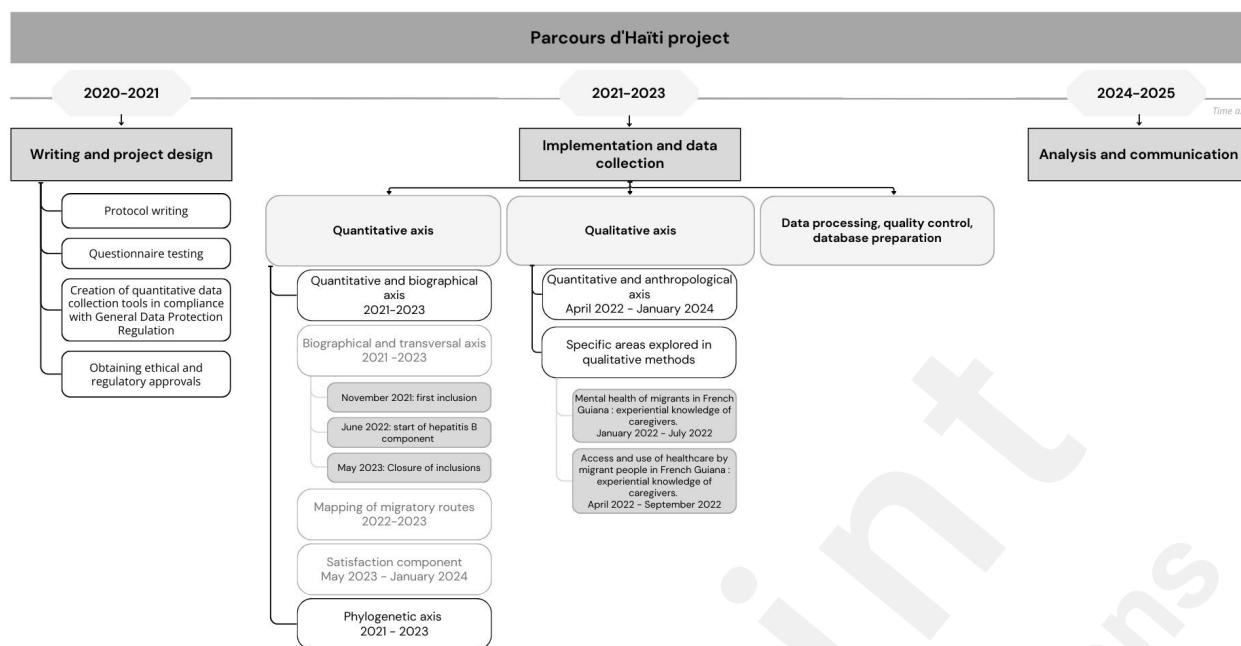 Parcours d'Haïti project
2020-2021
2021-2023
2024-2025
Time a
Writing and project design
Implementation and data
collection
Analysis and communication
Protocol writing
Questionnaire testing
Creation of quantitative data
collection tools in compliance
with General Data Protection
Regulation
Obtaining ethical and
regulatory approvals
Quantitative axis
Quantitative and biographical
axis
2021-2023
Biographical and transversal axis
2021 -2023
November 2021: first inclusion
June 2022: start of hepatitis B
component
May 2023: Closure of inclusions
Mapping of migratory routes
2022-2023
Satisfaction component
May 2023 - January 2024
Phylogenetic axis
2021 - 2023
Qualitative axis
Quantitative and anthropological
axis
April 2022 - January 2024
Specific areas explored in
qualitative methods
Mental health of migrants in French
Guiana : experiential knowledge of
caregivers.
January 2022 - July 2022
Access and use of healthcare by
migrant people in French Guiana :
experiential knowledge of
caregivers.
April 2022 - September 2022
Data processing, quality control,
database preparation
int
ns